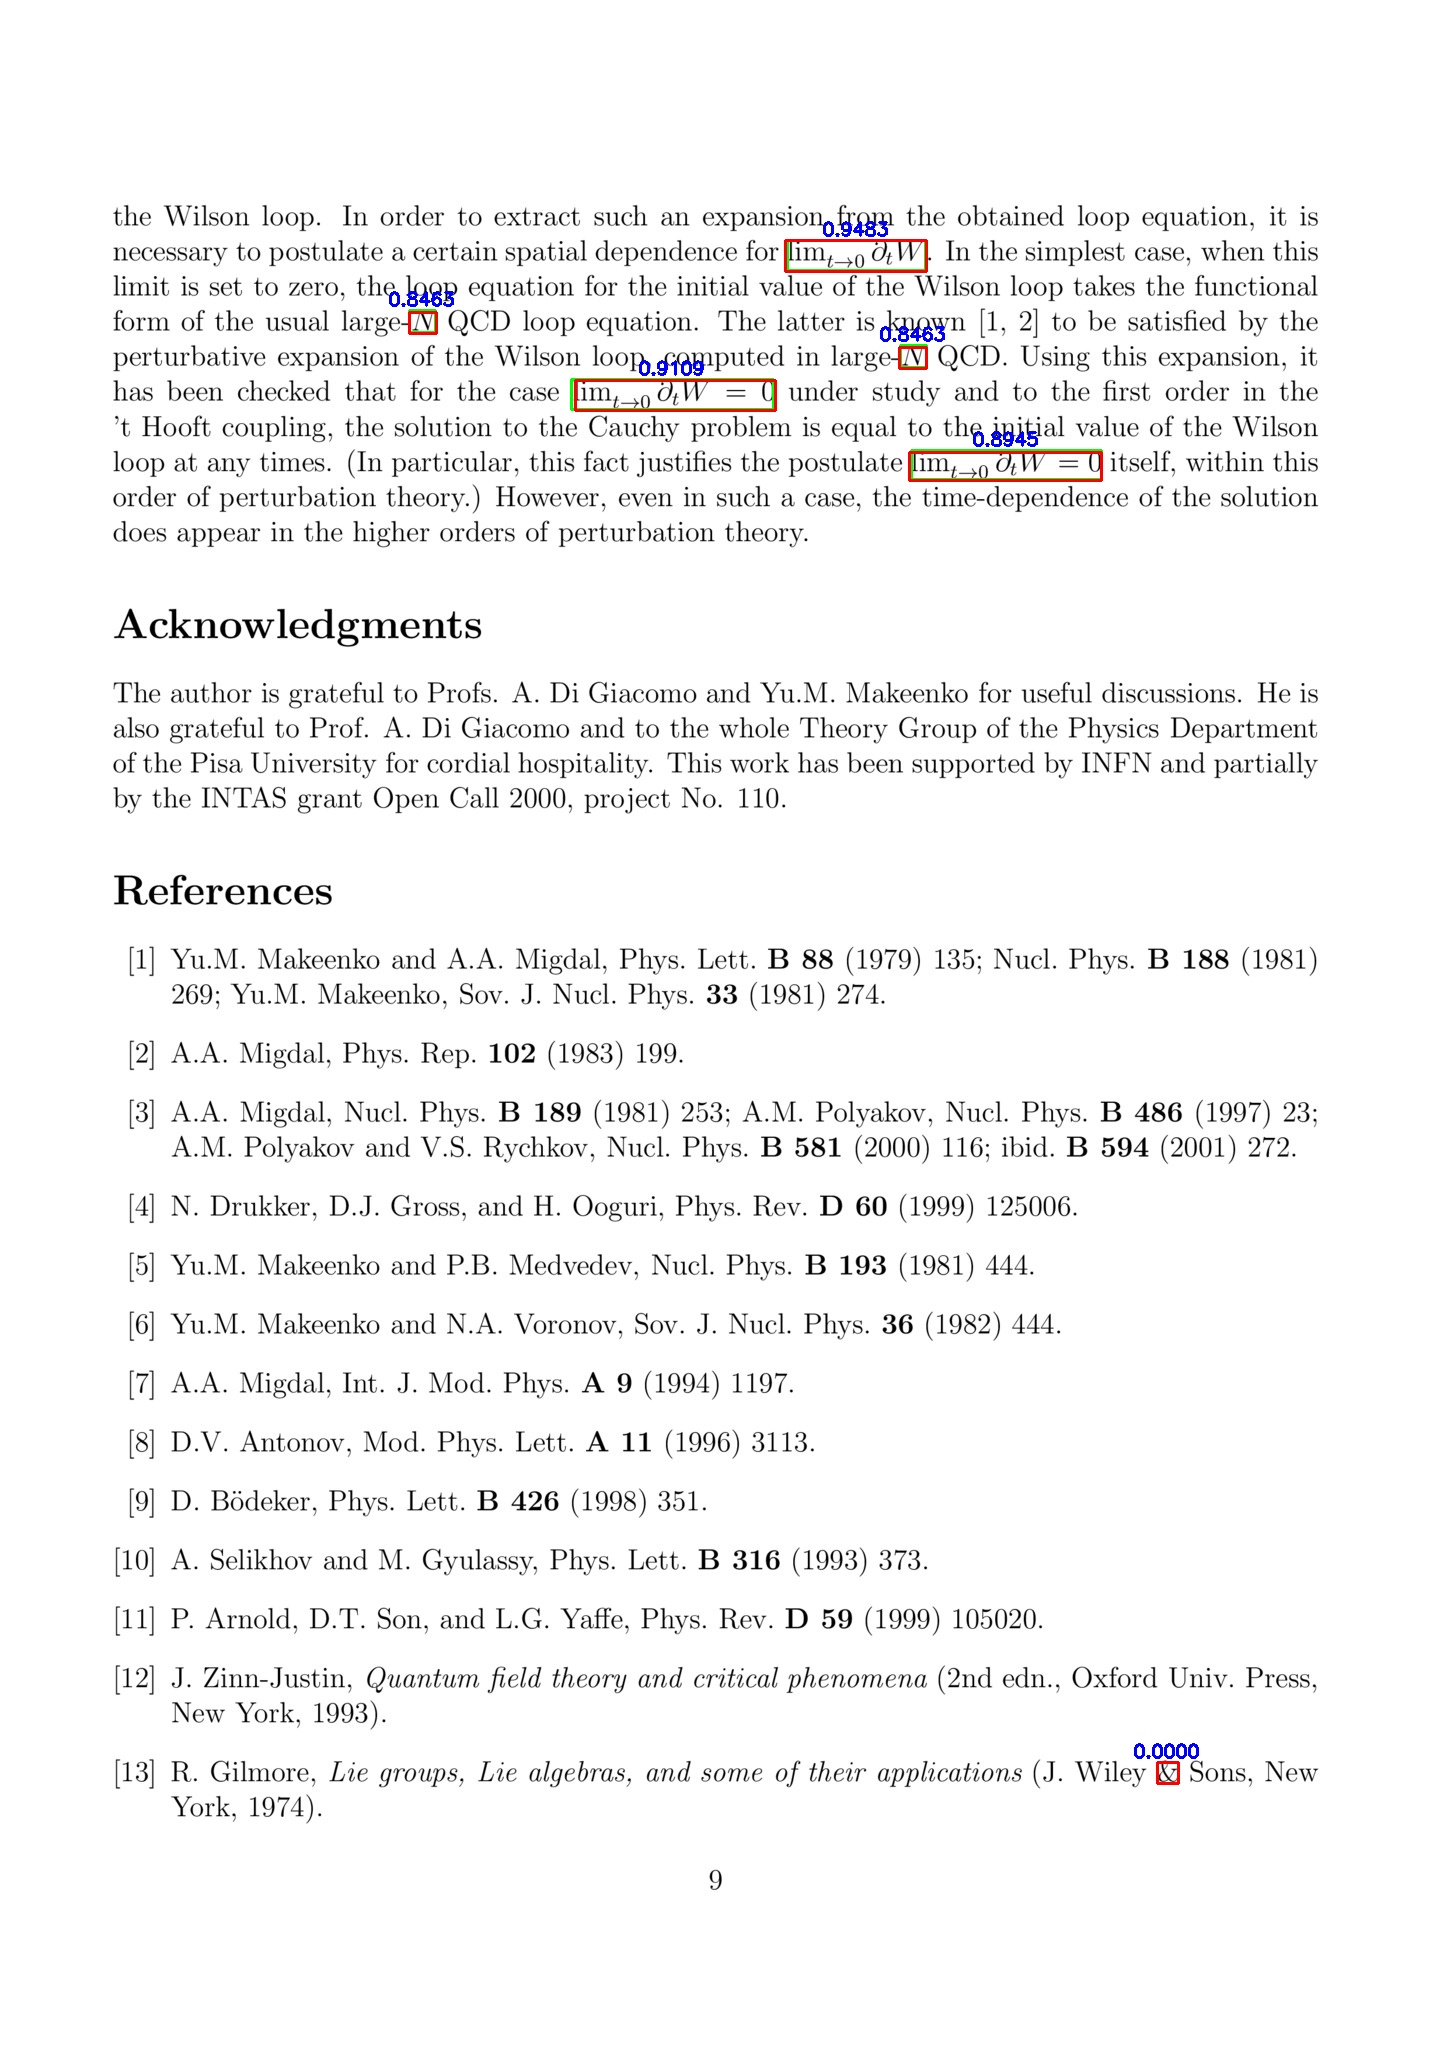 the Wilson loop. In order to extract such an expansion from the obtained loop equation, it is
0.9483
necessary to postulate a certain spatial dependence for lim_{t→0} ∂_tW. In the simplest case, when this
limit is set to zero, the loop equation for the initial value of the Wilson loop takes the functional
0.8463
form of the usual large-N QCD loop equation. The latter is known [1, 2] to be satisfied by the
0.8463
perturbative expansion of the Wilson loop, computed in large-N QCD. Using this expansion, it
0.9109
has been checked that for the case lim_{t→0} ∂_tW = 0 under study and to the first order in the
't Hooft coupling, the solution to the Cauchy problem is equal to the initial value of the Wilson
0.8945
loop at any times. (In particular, this fact justifies the postulate lim_{t→0} ∂_tW = 0 itself, within this
order of perturbation theory.) However, even in such a case, the time-dependence of the solution
does appear in the higher orders of perturbation theory.
Acknowledgments
The author is grateful to Profs. A. Di Giacomo and Yu.M. Makeenko for useful discussions. He is
also grateful to Prof. A. Di Giacomo and to the whole Theory Group of the Physics Department
of the Pisa University for cordial hospitality. This work has been supported by INFN and partially
by the INTAS grant Open Call 2000, project No. 110.
References
[1] Yu.M. Makeenko and A.A. Migdal, Phys. Lett. B 88 (1979) 135; Nucl. Phys. B 188 (1981)
269; Yu.M. Makeenko, Sov. J. Nucl. Phys. 33 (1981) 274.
[2] A.A. Migdal, Phys. Rep. 102 (1983) 199.
[3] A.A. Migdal, Nucl. Phys. B 189 (1981) 253; A.M. Polyakov, Nucl. Phys. B 486 (1997) 23;
A.M. Polyakov and V.S. Rychkov, Nucl. Phys. B 581 (2000) 116; ibid. B 594 (2001) 272.
[4] N. Drukker, D.J. Gross, and H. Ooguri, Phys. Rev. D 60 (1999) 125006.
[5] Yu.M. Makeenko and P.B. Medvedev, Nucl. Phys. B 193 (1981) 444.
[6] Yu.M. Makeenko and N.A. Voronov, Sov. J. Nucl. Phys. 36 (1982) 444.
[7] A.A. Migdal, Int. J. Mod. Phys. A 9 (1994) 1197.
[8] D.V. Antonov, Mod. Phys. Lett. A 11 (1996) 3113.
[9] D. Bödeker, Phys. Lett. B 426 (1998) 351.
[10] A. Selikhov and M. Gyulassy, Phys. Lett. B 316 (1993) 373.
[11] P. Arnold, D.T. Son, and L.G. Yaffe, Phys. Rev. D 59 (1999) 105020.
[12] J. Zinn-Justin, Quantum field theory and critical phenomena (2nd edn., Oxford Univ. Press,
New York, 1993).
0.0000
[13] R. Gilmore, Lie groups, Lie algebras, and some of their applications (J. Wiley & Sons, New
York, 1974).
9